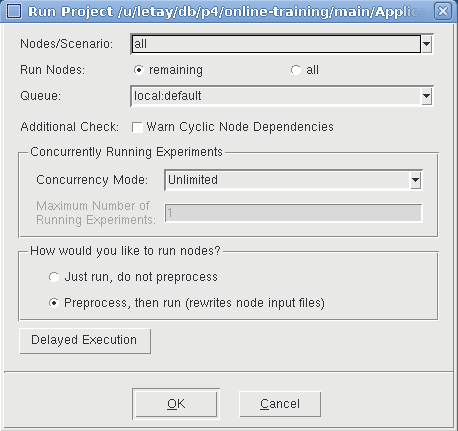 Run Project /u/letay/db/p4/online-training/main/Applic
Nodes/Scenario: all
Run Nodes: remaining all
Queue: local:default
Additional Check: Warn Cyclic Node Dependencies
Concurrently Running Experiments
Concurrency Mode: Unlimited
Maximum Number of
Running Experiments: 1
How would you like to run nodes?
Just run, do not preprocess
Preprocess, then run (rewrites node input files)
Delayed Execution
OK Cancel